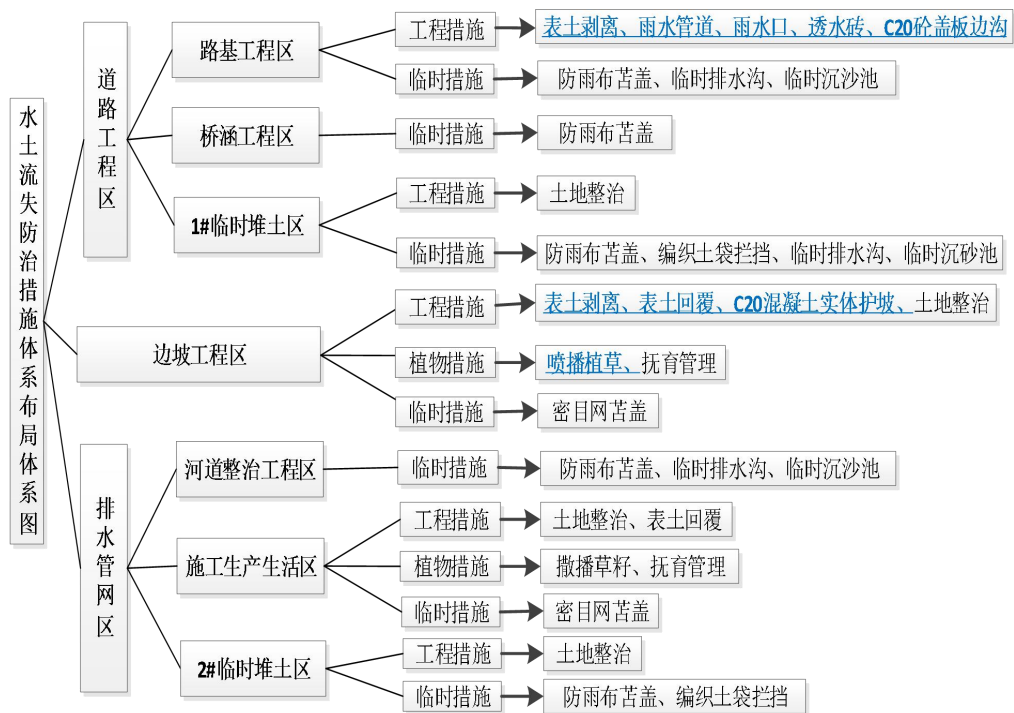 水土流失防治措施体系布局体系图
道路工程区
路基工程区
工程措施
表土剥离、雨水管道、雨水口、透水砖、C20砼盖板边沟
临时措施
防雨布苫盖、临时排水沟、临时沉沙池
桥涵工程区
临时措施
防雨布苫盖
1#临时堆土区
工程措施
土地整治
临时措施
防雨布苫盖、编织土袋拦挡、临时排水沟、临时沉砂池
边坡工程区
工程措施
表土剥离、表土回覆、C20混凝土实体护坡、土地整治
植物措施
喷播植草、抚育管理
临时措施
密目网苫盖
排水管网区
河道整治工程区
临时措施
防雨布苫盖、临时排水沟、临时沉沙池
施工生产生活区
工程措施
土地整治、表土回覆
植物措施
撒播草籽、抚育管理
临时措施
密目网苫盖
2#临时堆土区
工程措施
土地整治
临时措施
防雨布苫盖、编织土袋拦挡